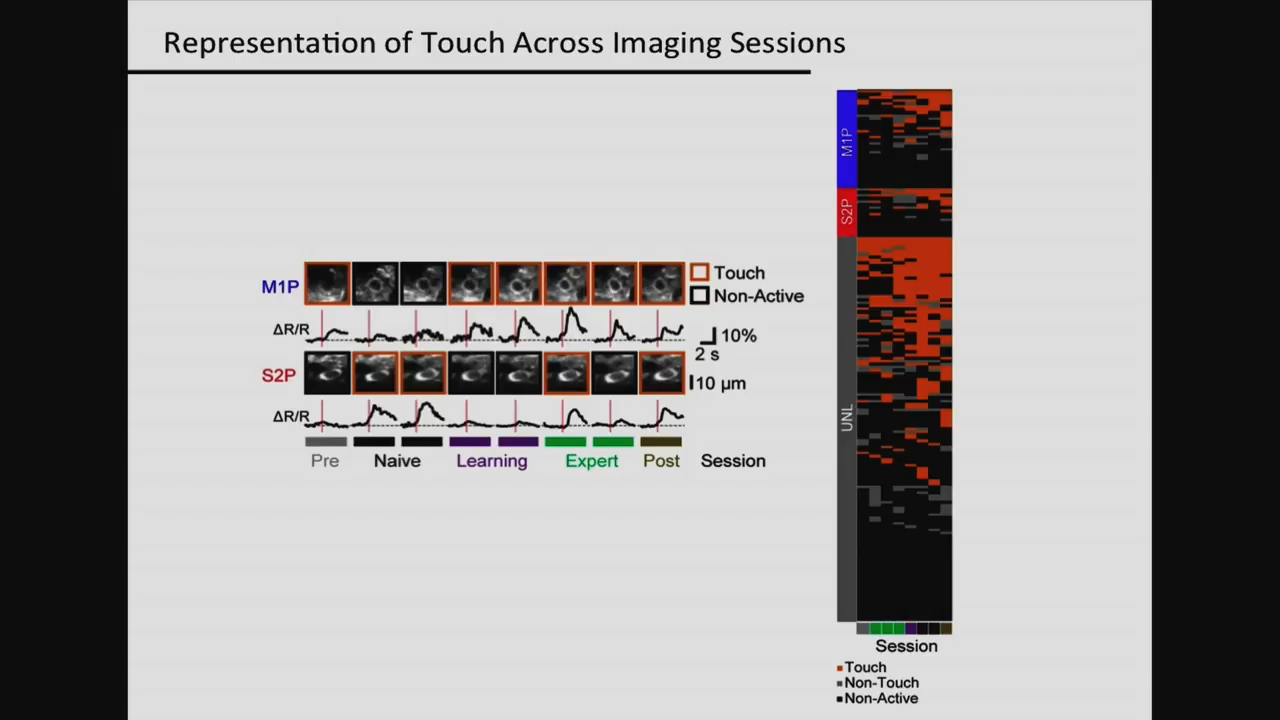 Representation of Touch Across Imaging Sessions
M1P
Touch
Non-Active
ΔR/R
10%
2 s
S2P
10 μm
ΔR/R
Pre Naive Learning Expert Post Session
M1P
S2P
UNL
Session
Touch
Non-Touch
Non-Active